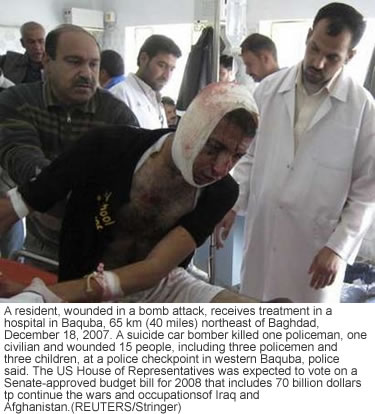 A resident, wounded in a bomb attack, receives treatment in a
hospital in Baquba, 65 km (40 miles) northeast of Baghdad,
December 18, 2007. A suicide car bomber killed one policeman, one
civilian and wounded 15 people, including three policemen and
three children, at a police checkpoint in western Baquba, police
said. The US House of Representatives was expected to vote on a
Senate-approved budget bill for 2008 that includes 70 billion dollars
tp continue the wars and occupationsof Iraq and
Afghanistan.(REUTERS/Stringer)